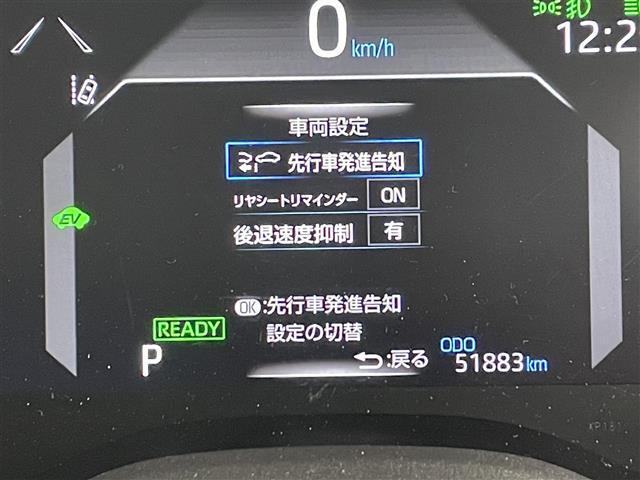 0 km/h
12:2
車両設定
先行車発進告知
リヤシートリマインダー ON
後退速度抑制 有
EV
OK:先行車発進告知
設定の切替
READY
P
:戻る
ODO
51883km